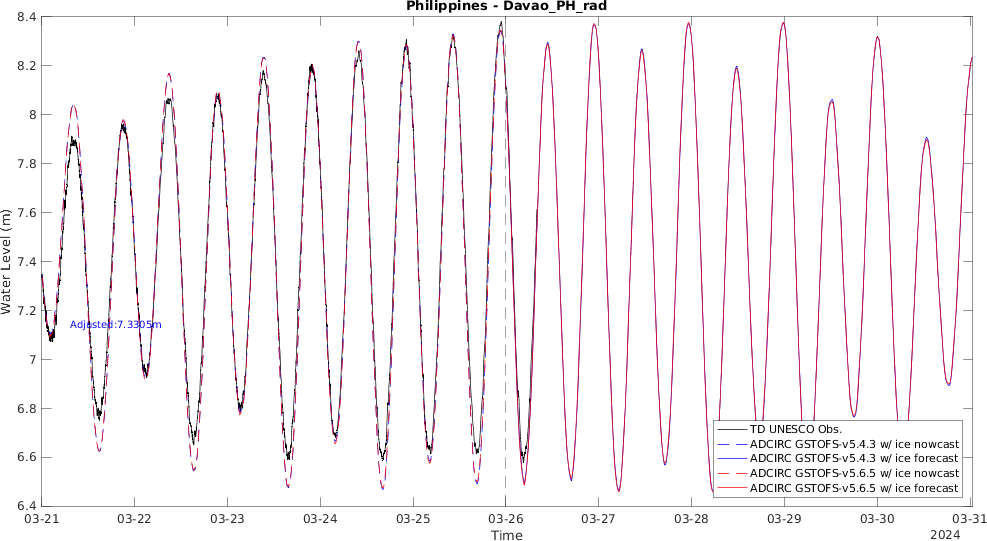 Philippines - Davao_PH_rad
8.4
8.2
8
7.8
7.6
7.4
7.2
7
6.8
6.6
6.4
Water Level (m)
Adjusted:7.3305m
TD UNESCO Obs.
ADCIRC GSTOFS-v5.4.3 w/ ice nowcast
ADCIRC GSTOFS-v5.4.3 w/ ice forecast
ADCIRC GSTOFS-v5.6.5 w/ ice nowcast
ADCIRC GSTOFS-v5.6.5 w/ ice forecast
03-21 03-22 03-23 03-24 03-25 03-26 03-27 03-28 03-29 03-30 03-31
Time
2024